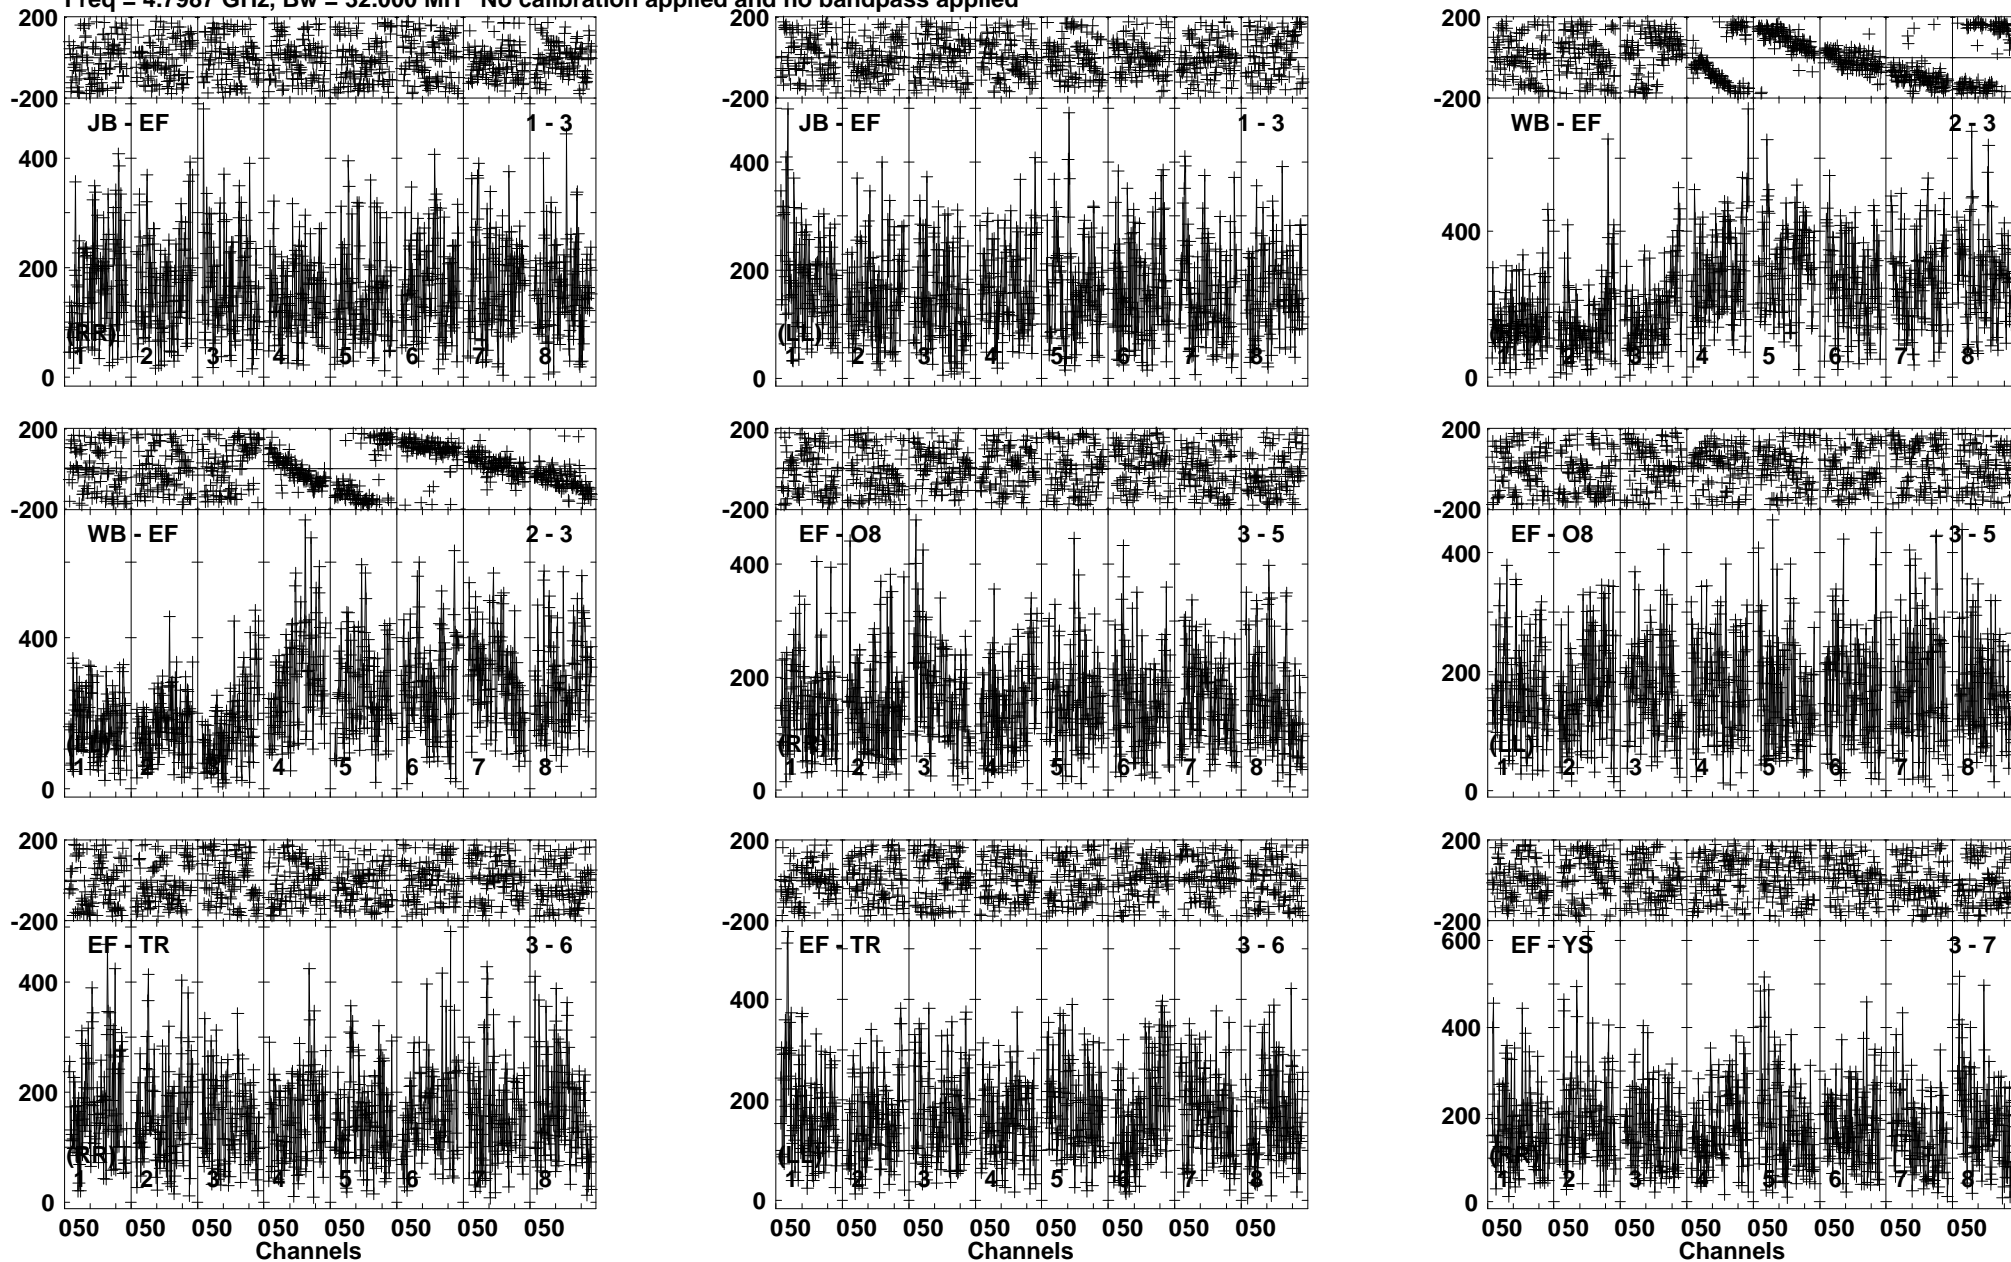 Freq = 4.7987 GHz, Bw = 32.000 MH No calibration applied and no bandpass applied
200 200 200
-200 -200 -200
JB - EF 1 - 3 JB - EF 1 - 3 WB - EF 2 - 3
400 400 400
200 200
(RR) (LL)
1 2 3 4 5 6 7 8 1 2 3 4 5 6 7 8 1 2 3 4 5 6 7 8
0 0 0
200 200 200
-200 -200 -200
WB - EF 2 - 3 EF - O8 3 - 5 EF - O8 3 - 5
400 400 400
200 200
(LL) (RR) (LL)
1 2 3 4 5 6 7 8 1 2 3 4 5 6 7 8 1 2 3 4 5 6 7 8
0 0 0
200 200 200
-200 -200 -200
EF - TR 3 - 6 EF - TR 3 - 6 600 EF - YS 3 - 7
400 400 400
200 200 200
(RR) (LL) (RR)
1 2 3 4 5 6 7 8 1 2 3 4 5 6 7 8 1 2 3 4 5 6 7 8
0 0 0
050 050 050 050 050 050 050 050 050 050 050 050 050 050 050 050 050 050 050 050 050 050 050 050
Channels Channels Channels